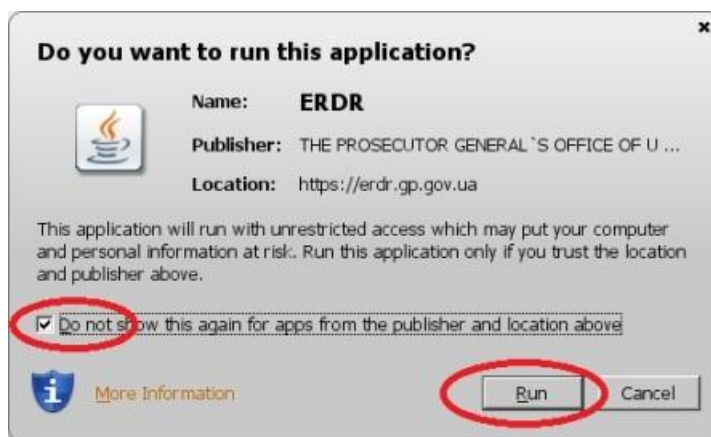 Do you want to run this application?
Name: ERDR
Publisher: THE PROSECUTOR GENERAL`S OFFICE OF U ...
Location: https://erdr.gp.gov.ua
This application will run with unrestricted access which may put your computer
and personal information at risk. Run this application only if you trust the location
and publisher above.
Do not show this again for apps from the publisher and location above
More Information
Run
Cancel